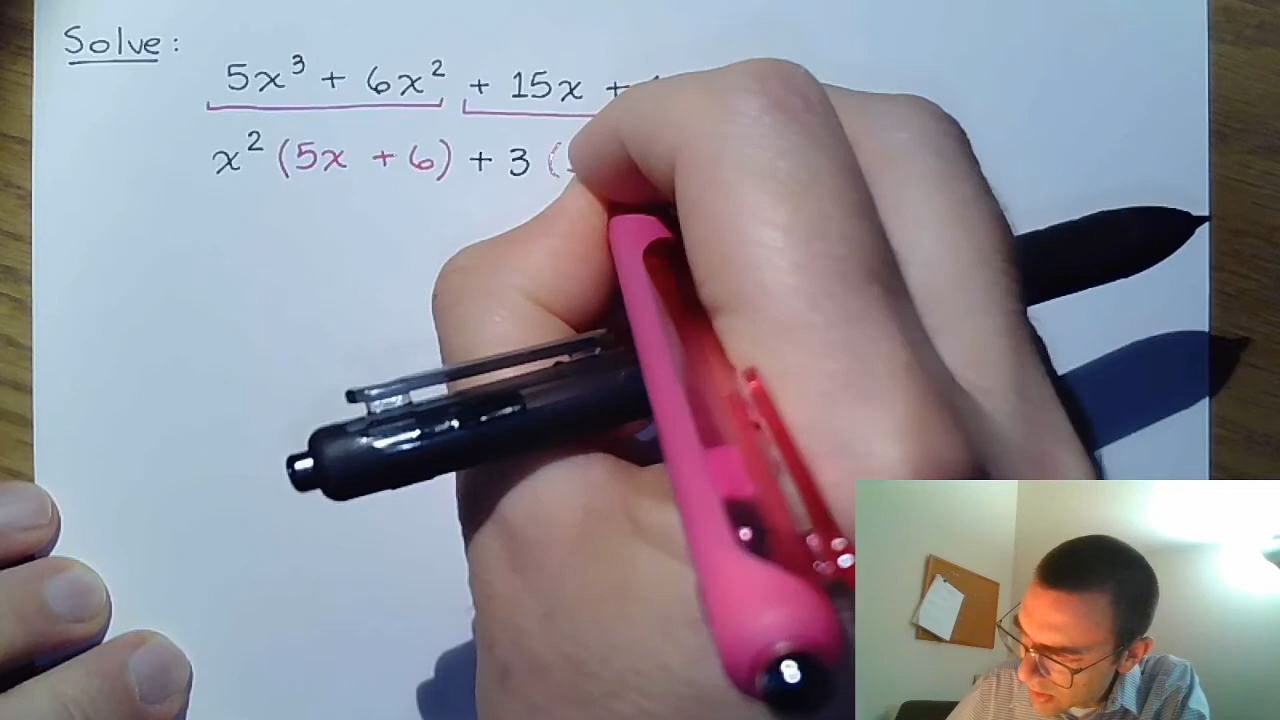 Solve:
5x³ + 6x² + 15x +
x² (5x + 6) + 3 (